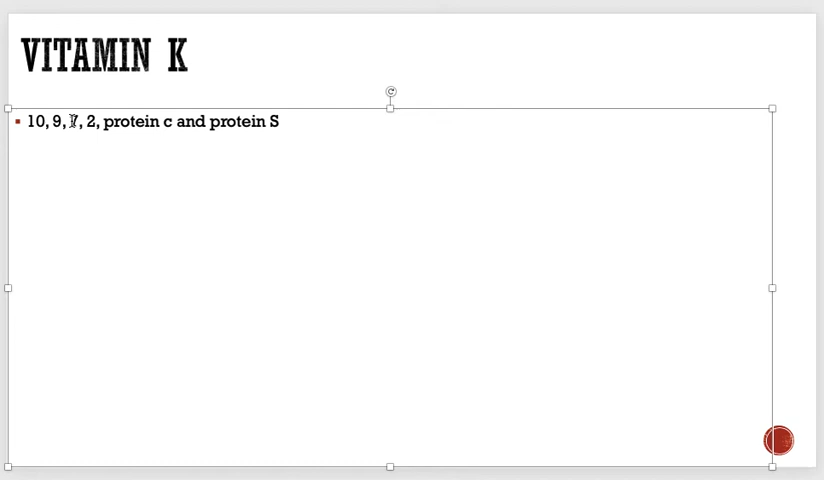 VITAMIN K
10, 9, 7, 2, protein c and protein S